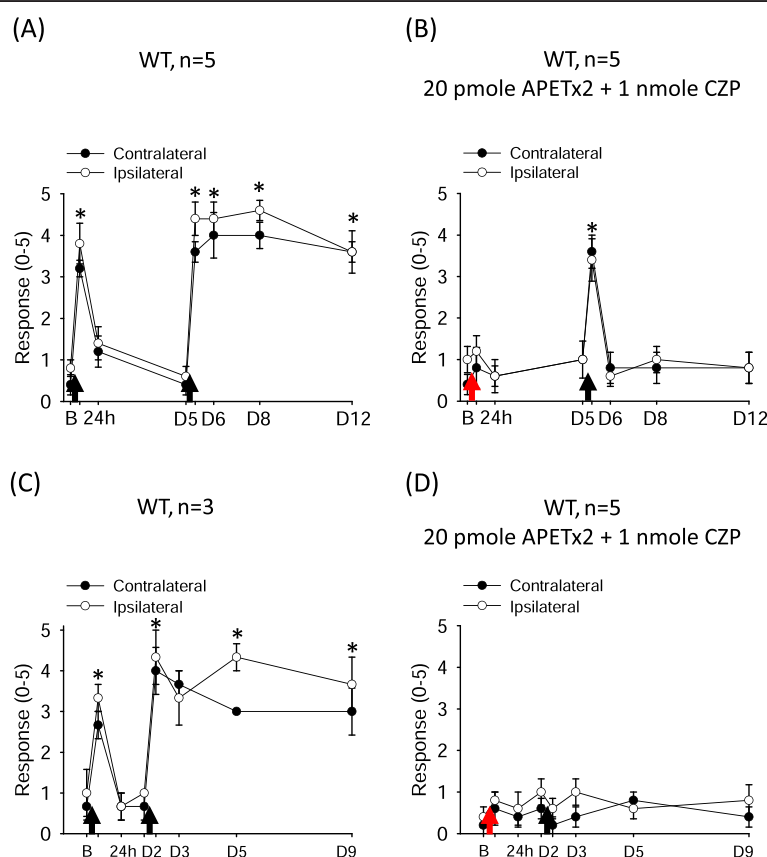 (A)
WT, n=5
Contralateral
Ipsilateral
Response (0-5)
5
4
3
2
1
0
* * * * *
B 24h D5 D6 D8 D12
(B)
WT, n=5
20 pmole APETx2 + 1 nmole CZP
Contralateral
Ipsilateral
Response (0-5)
5
4
3
2
1
0
*
B 24h D5 D6 D8 D12
(C)
WT, n=3
Contralateral
Ipsilateral
Response (0-5)
5
4
3
2
1
0
* * * *
B 24h D2 D3 D5 D9
(D)
WT, n=5
20 pmole APETx2 + 1 nmole CZP
Contralateral
Ipsilateral
Response (0-5)
5
4
3
2
1
0
B 24h D2 D3 D5 D9